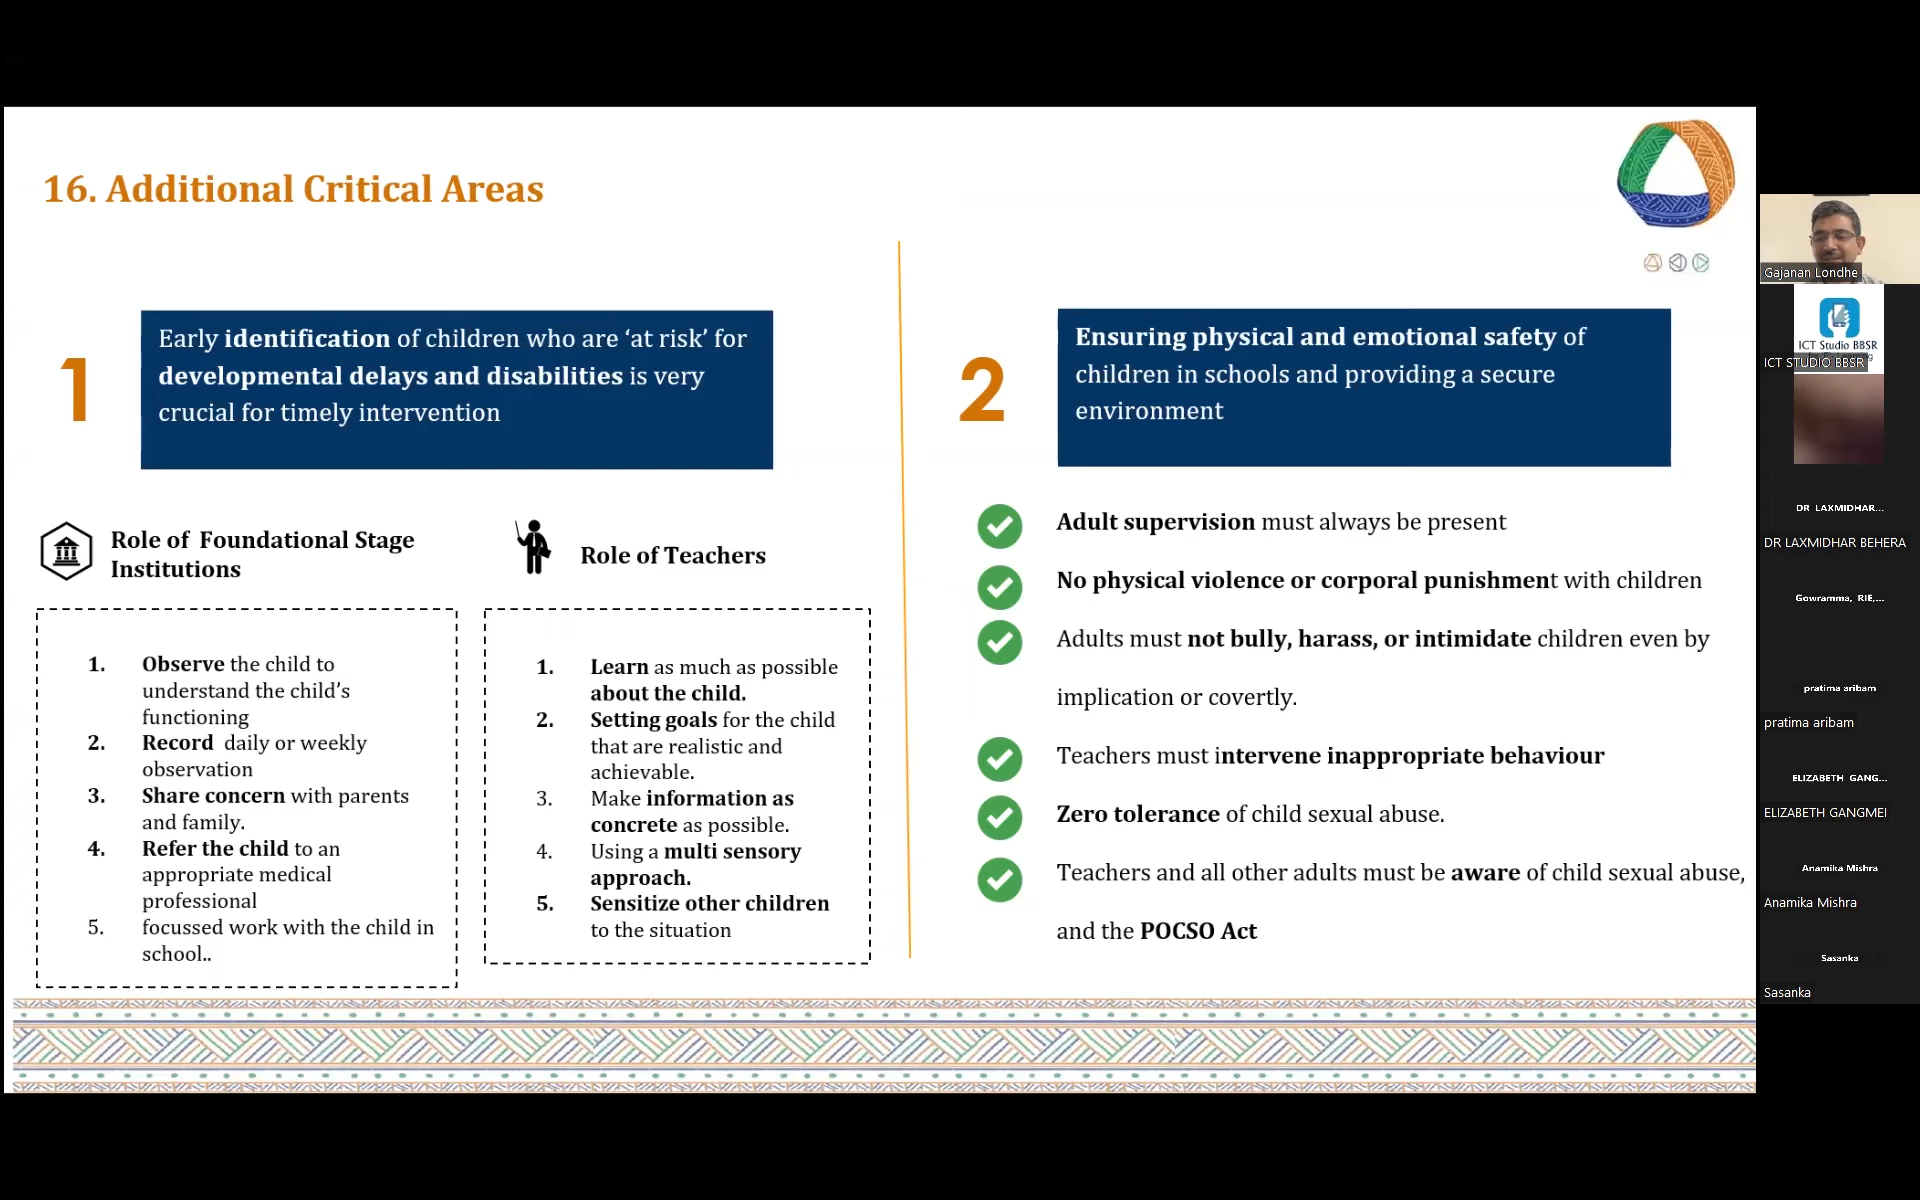 16. Additional Critical Areas
1
Early identification of children who are ‘at risk’ for
developmental delays and disabilities is very
crucial for timely intervention
Role of Foundational Stage
Institutions
1. Observe the child to
understand the child’s
functioning
2. Record daily or weekly
observation
3. Share concern with parents
and family.
4. Refer the child to an
appropriate medical
professional
5. focussed work with the child in
school..
Role of Teachers
1. Learn as much as possible
about the child.
2. Setting goals for the child
that are realistic and
achievable.
3. Make information as
concrete as possible.
4. Using a multi sensory
approach.
5. Sensitize other children
to the situation
2
Ensuring physical and emotional safety of
children in schools and providing a secure
environment
Adult supervision must always be present
No physical violence or corporal punishment with children
Adults must not bully, harass, or intimidate children even by
implication or covertly.
Teachers must intervene inappropriate behaviour
Zero tolerance of child sexual abuse.
Teachers and all other adults must be aware of child sexual abuse,
and the POCSO Act
Gajanan Londhe
ICT Studio BBSR
ICT STUDIO BBSR
DR LAXMIDHAR...
DR LAXMIDHAR BEHERA
Gowramma, RIE,...
pratima aribam
pratima aribam
ELIZABETH GANG...
ELIZABETH GANGMEI
Anamika Mishra
Anamika Mishra
Sasanka
Sasanka